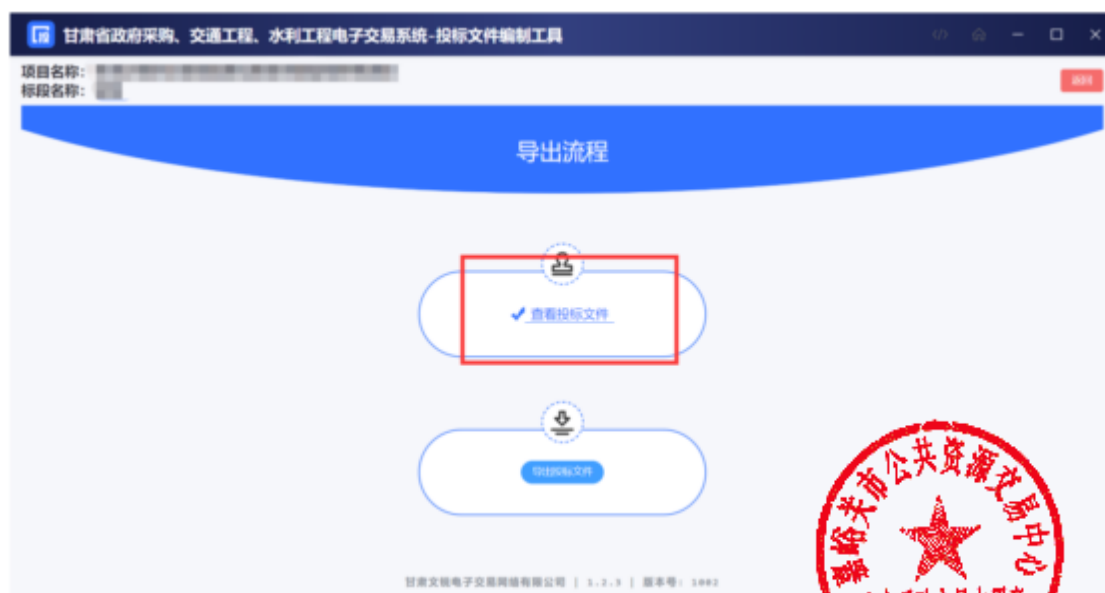 甘肃省政府采购、交通工程、水利工程电子交易系统-投标文件编制工具
项目名称：
标段名称：
返回
导出流程
查看投标文件
导出投标文件
嘉峪关市公共资源交易中心
甘肃文锐电子交易网络有限公司 | 1.2.3 | 版本号: 1002